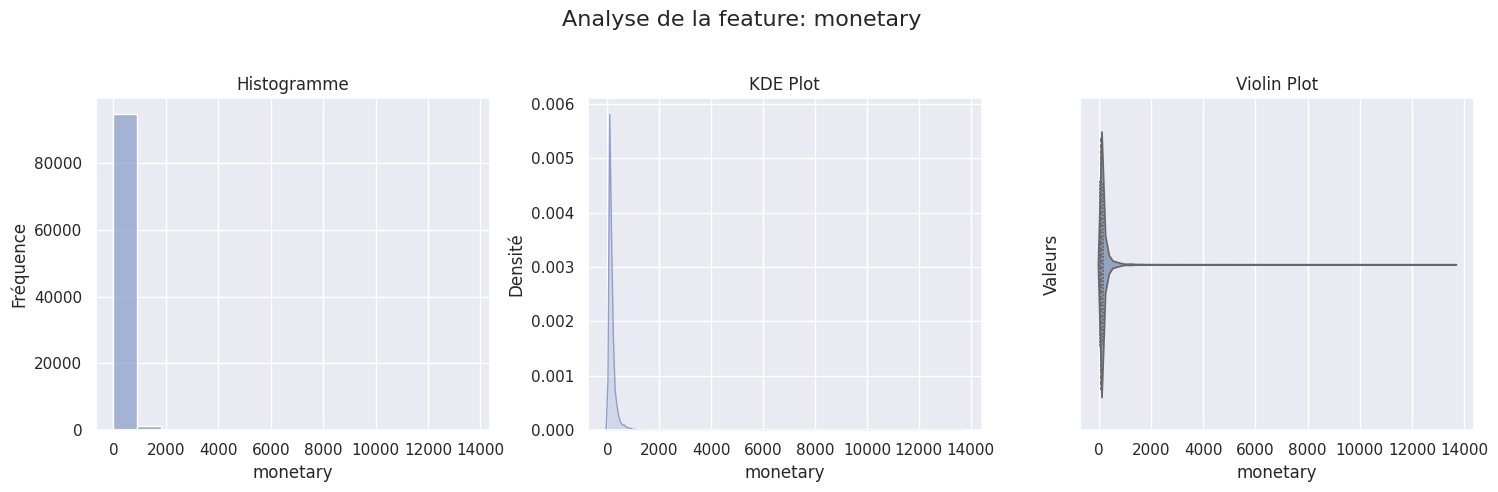 Analyse de la feature: monetary
Histogramme
Fréquence
80000
60000
40000
20000
0
0 2000 4000 6000 8000 10000 12000 14000
monetary
KDE Plot
Densité
0.006
0.005
0.004
0.003
0.002
0.001
0.000
0 2000 4000 6000 8000 10000 12000 14000
monetary
Violin Plot
Valeurs
0 2000 4000 6000 8000 10000 12000 14000
monetary